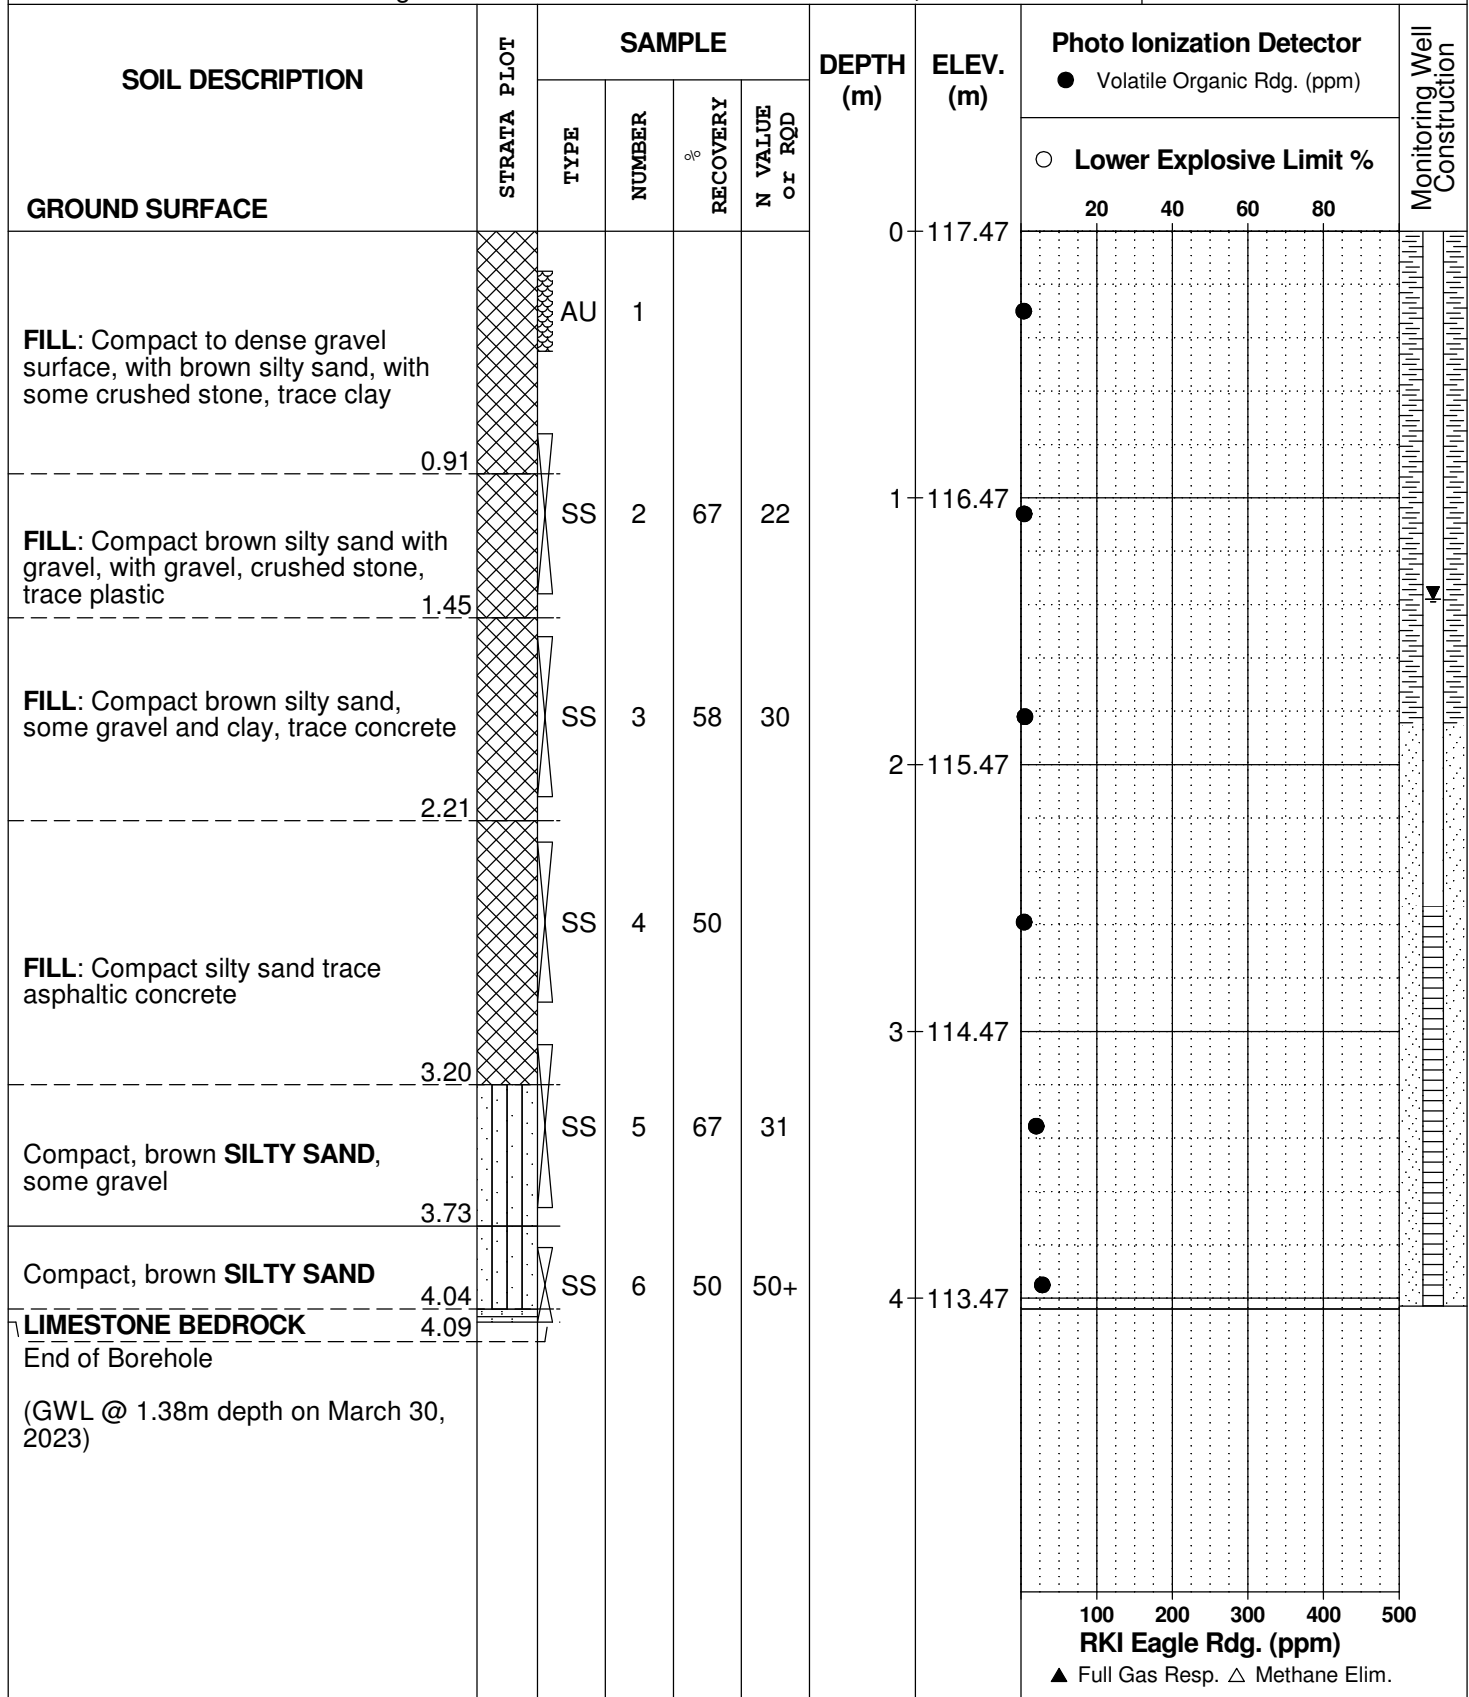 SOIL DESCRIPTION
GROUND SURFACE
STRATA PLOT
SAMPLE
TYPE
NUMBER
%
RECOVERY
N VALUE
or RQD
DEPTH
(m)
ELEV.
(m)
Photo Ionization Detector
● Volatile Organic Rdg. (ppm)
○ Lower Explosive Limit %
20 40 60 80
Monitoring Well
Construction
0 117.47
AU 1
FILL: Compact to dense gravel
surface, with brown silty sand, with
some crushed stone, trace clay
0.91
1 116.47
SS 2 67 22
FILL: Compact brown silty sand with
gravel, with gravel, crushed stone,
trace plastic
1.45
FILL: Compact brown silty sand,
some gravel and clay, trace concrete
SS 3 58 30
2 115.47
2.21
SS 4 50
FILL: Compact silty sand trace
asphaltic concrete
3 114.47
3.20
SS 5 67 31
Compact, brown SILTY SAND,
some gravel
3.73
Compact, brown SILTY SAND
4.04
SS 6 50 50+
4 113.47
LIMESTONE BEDROCK 4.09
End of Borehole
(GWL @ 1.38m depth on March 30,
2023)
100 200 300 400 500
RKI Eagle Rdg. (ppm)
▲ Full Gas Resp. △ Methane Elim.